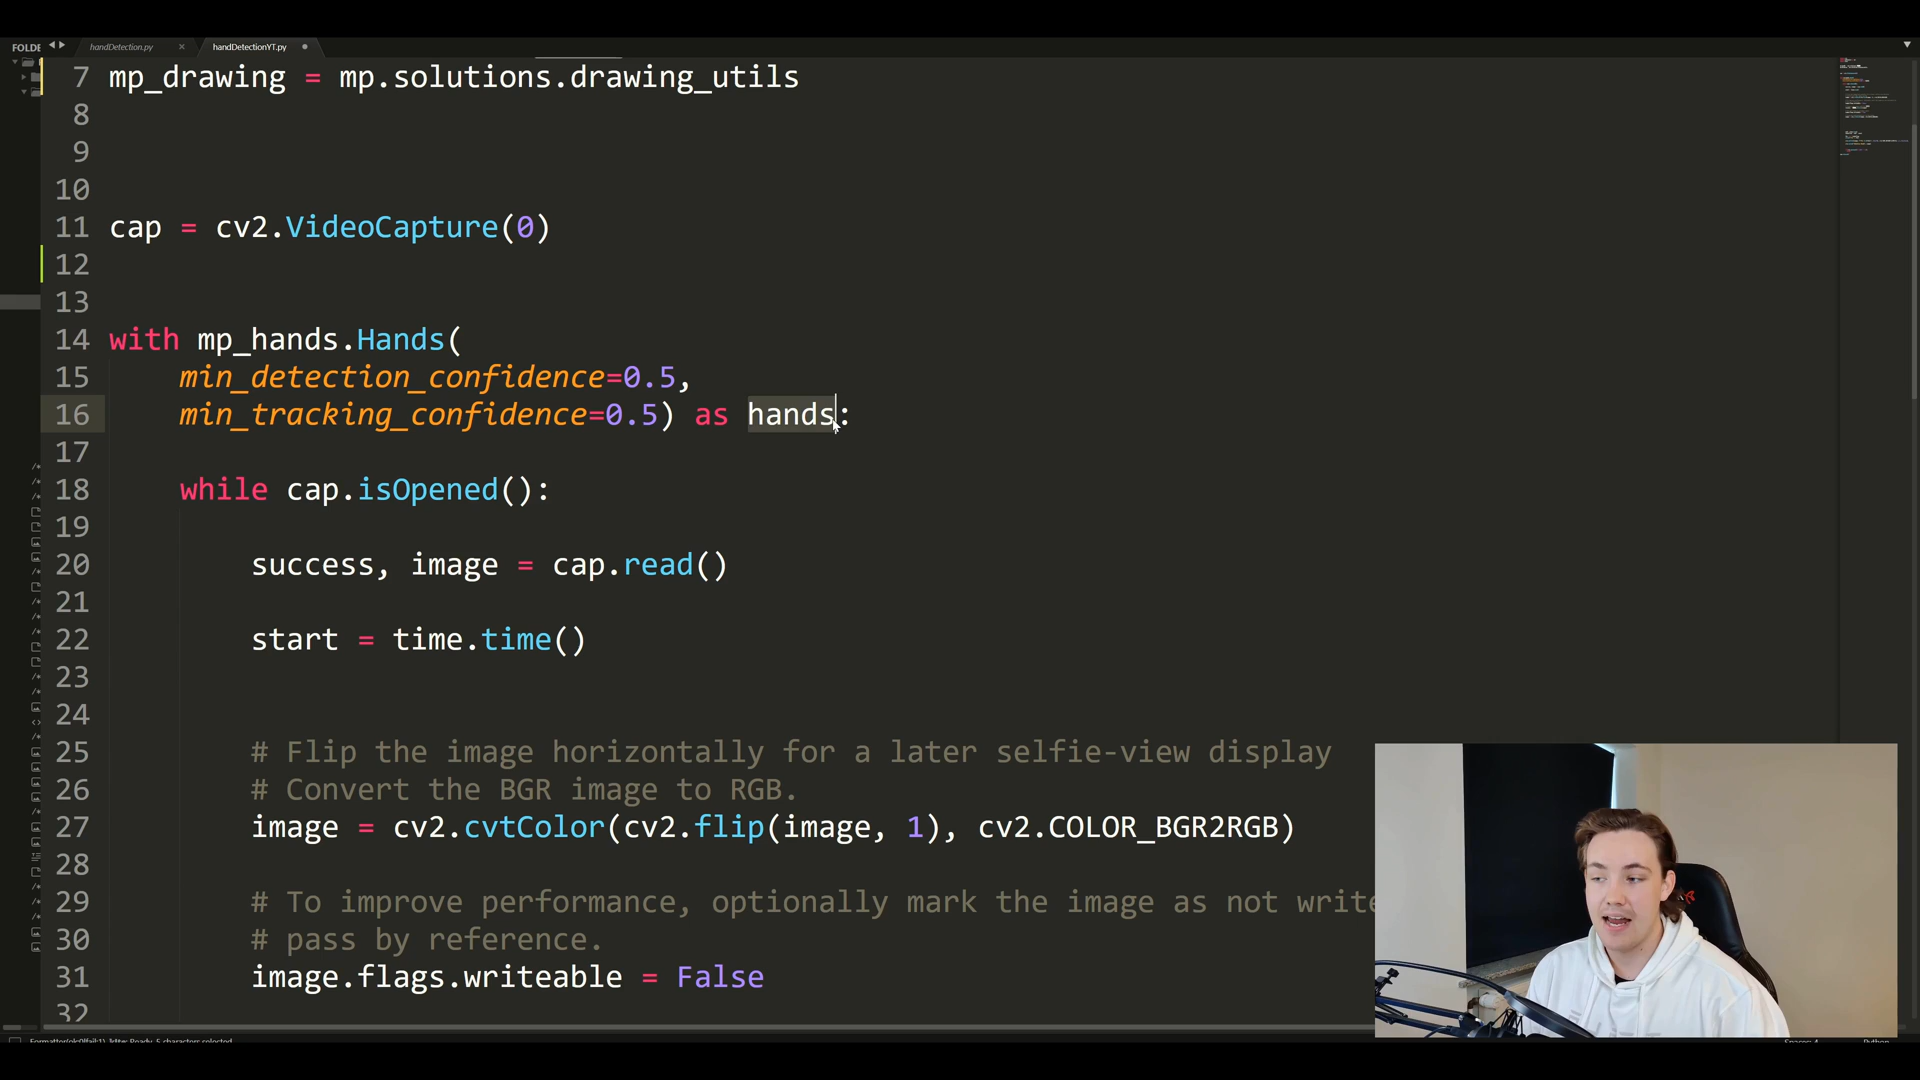 FOLDE
handDetection.py
handDetectionYT.py
7 mp_drawing = mp.solutions.drawing_utils
8
9
10
11 cap = cv2.VideoCapture(0)
12
13
14 with mp_hands.Hands(
15 min_detection_confidence=0.5,
16 min_tracking_confidence=0.5) as hands:
17
18 while cap.isOpened():
19
20 success, image = cap.read()
21
22 start = time.time()
23
24
25 # Flip the image horizontally for a later selfie-view display
26 # Convert the BGR image to RGB.
27 image = cv2.cvtColor(cv2.flip(image, 1), cv2.COLOR_BGR2RGB)
28
29 # To improve performance, optionally mark the image as not write
30 # pass by reference.
31 image.flags.writeable = False
32
5 characters selected